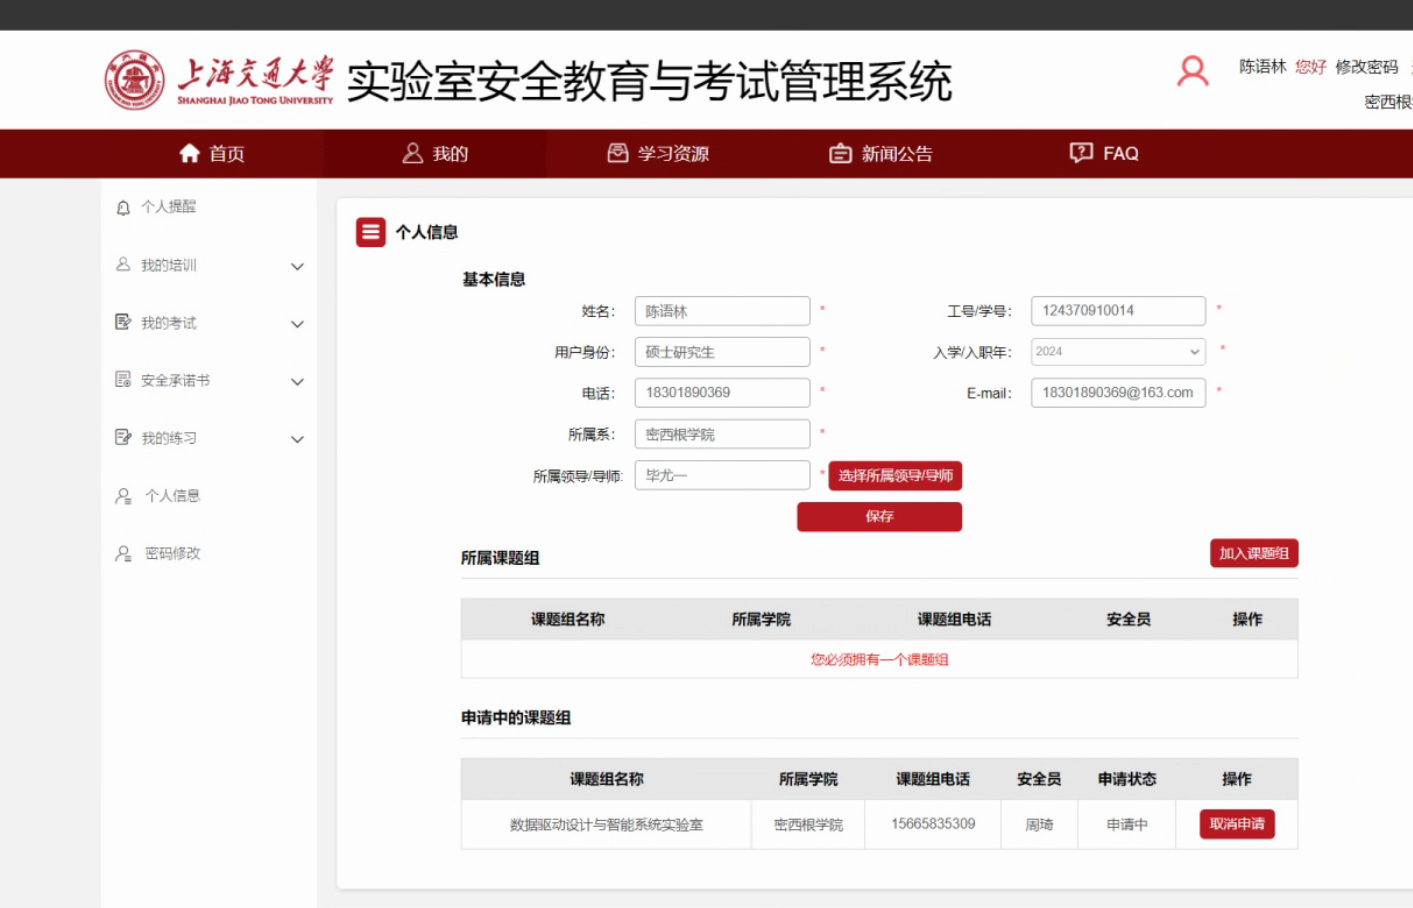 上海交通大学
SHANGHAI JIAO TONG UNIVERSITY
实验室安全教育与考试管理系统
陈语林 您好 修改密码
密西根
首页 我的 学习资源 新闻公告 FAQ
个人提醒
我的培训
我的考试
安全承诺书
我的练习
个人信息
密码修改
个人信息
基本信息
姓名: 陈语林 * 工号/学号: 124370910014 *
用户身份: 硕士研究生 * 入学/入职年: 2024 *
电话: 18301890369 * E-mail: 18301890369@163.com *
所属系: 密西根学院 *
所属领导/导师: 毕尤一 * 选择所属领导/导师
保存
所属课题组 加入课题组
课题组名称 所属学院 课题组电话 安全员 操作
您必须拥有一个课题组
申请中的课题组
课题组名称 所属学院 课题组电话 安全员 申请状态 操作
数据驱动设计与智能系统实验室 密西根学院 15665835309 周琦 申请中 取消申请